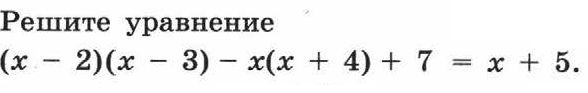 Решите уравнение
(x − 2)(x − 3) − x(x + 4) + 7 = x + 5.